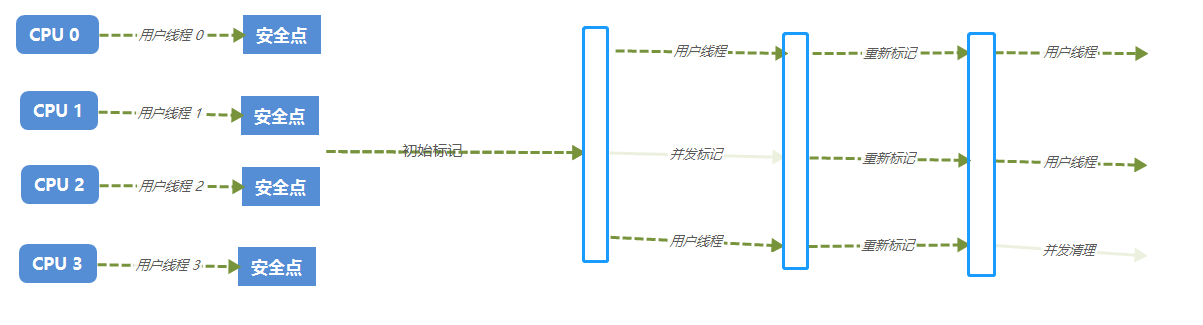 CPU 0 用户线程 0 安全点
CPU 1 用户线程 1 安全点
CPU 2 用户线程 2 安全点
CPU 3 用户线程 3 安全点
初始标记
用户线程 重新标记 用户线程
并发标记 重新标记 用户线程
用户线程 重新标记 并发清理